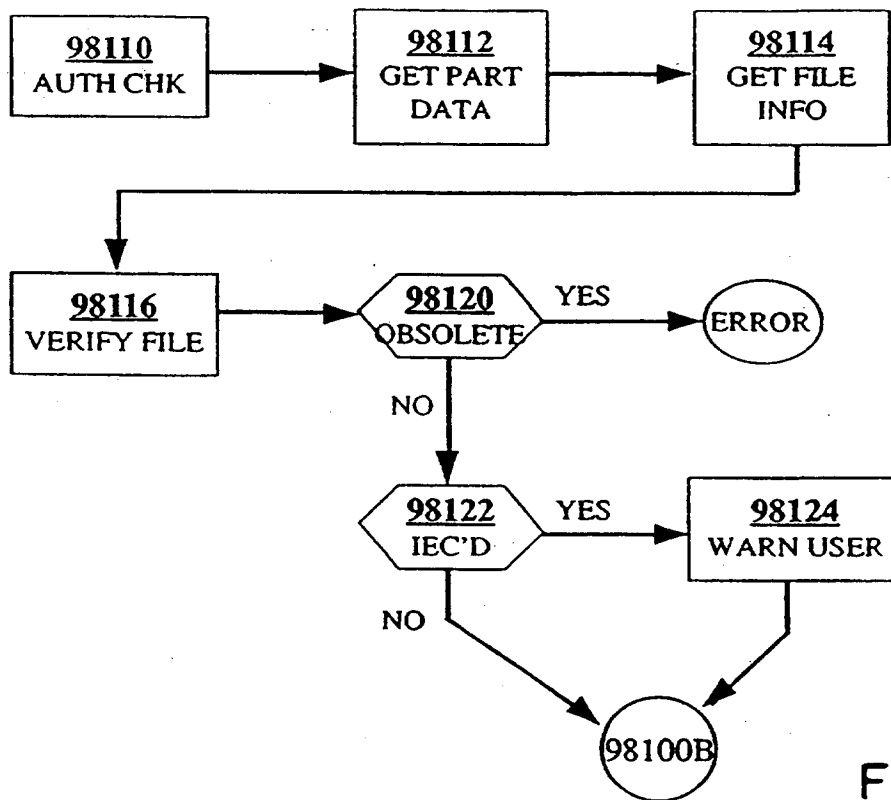 98110
AUTH CHK
98112
GET PART
DATA
98114
GET FILE
INFO
98116
VERIFY FILE
98120
OBSOLETE
YES
ERROR
NO
98122
IEC'D
YES
98124
WARN USER
NO
98100B
F